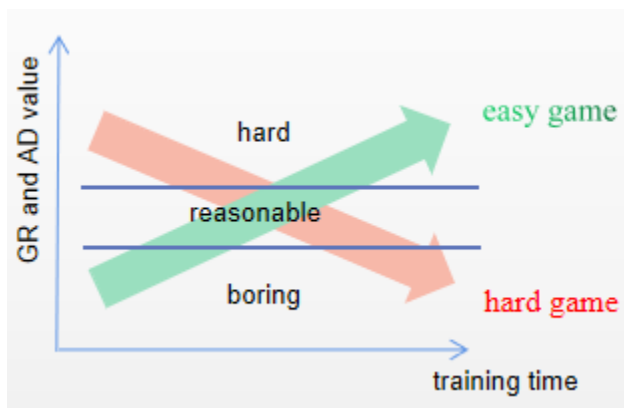 GR and AD value
easy game
hard
reasonable
boring
hard game
training time